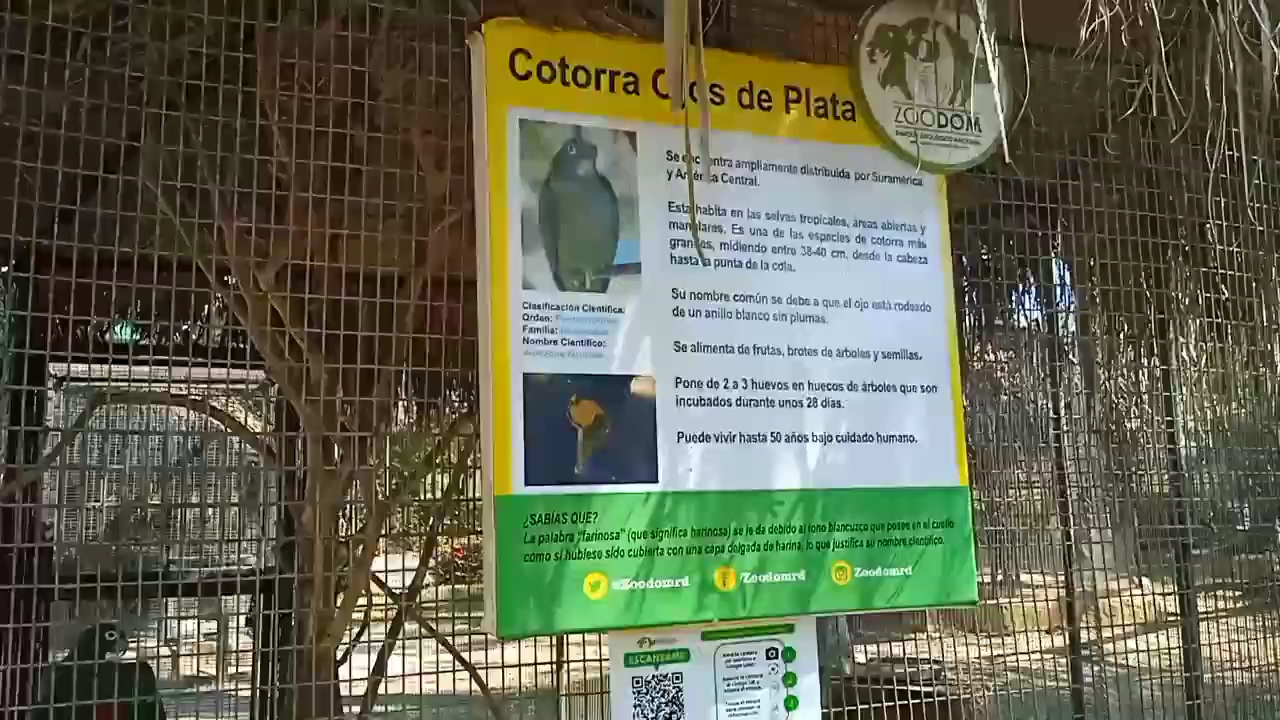 Cotorra Ojos de Plata
ZOODOM
PARQUE ZOOLÓGICO NACIONAL
Se encuentra ampliamente distribuida por Suramérica
y América Central.
Esta habita en las selvas tropicales, áreas abiertas y
manglares. Es una de las especies de cotorra más
grandes, midiendo entre 38-40 cm, desde la cabeza
hasta la punta de la cola.
Su nombre común se debe a que el ojo está rodeado
de un anillo blanco sin plumas.
Se alimenta de frutas, brotes de árboles y semillas.
Pone de 2 a 3 huevos en huecos de árboles que son
incubados durante unos 28 días.
Puede vivir hasta 50 años bajo cuidado humano.
Clasificación Científica:
Orden:
Familia:
Nombre Científico:
¿SABÍAS QUE?
La palabra "farinosa" (que significa harinosa) se le da debido al tono blancuzco que posee en el cuello
como si hubiese sido cubierta con una capa delgada de harina, lo que justifica su nombre científico.
@Zoodomrd
/Zoodomrd
Zoodomrd
ESCANÉAME